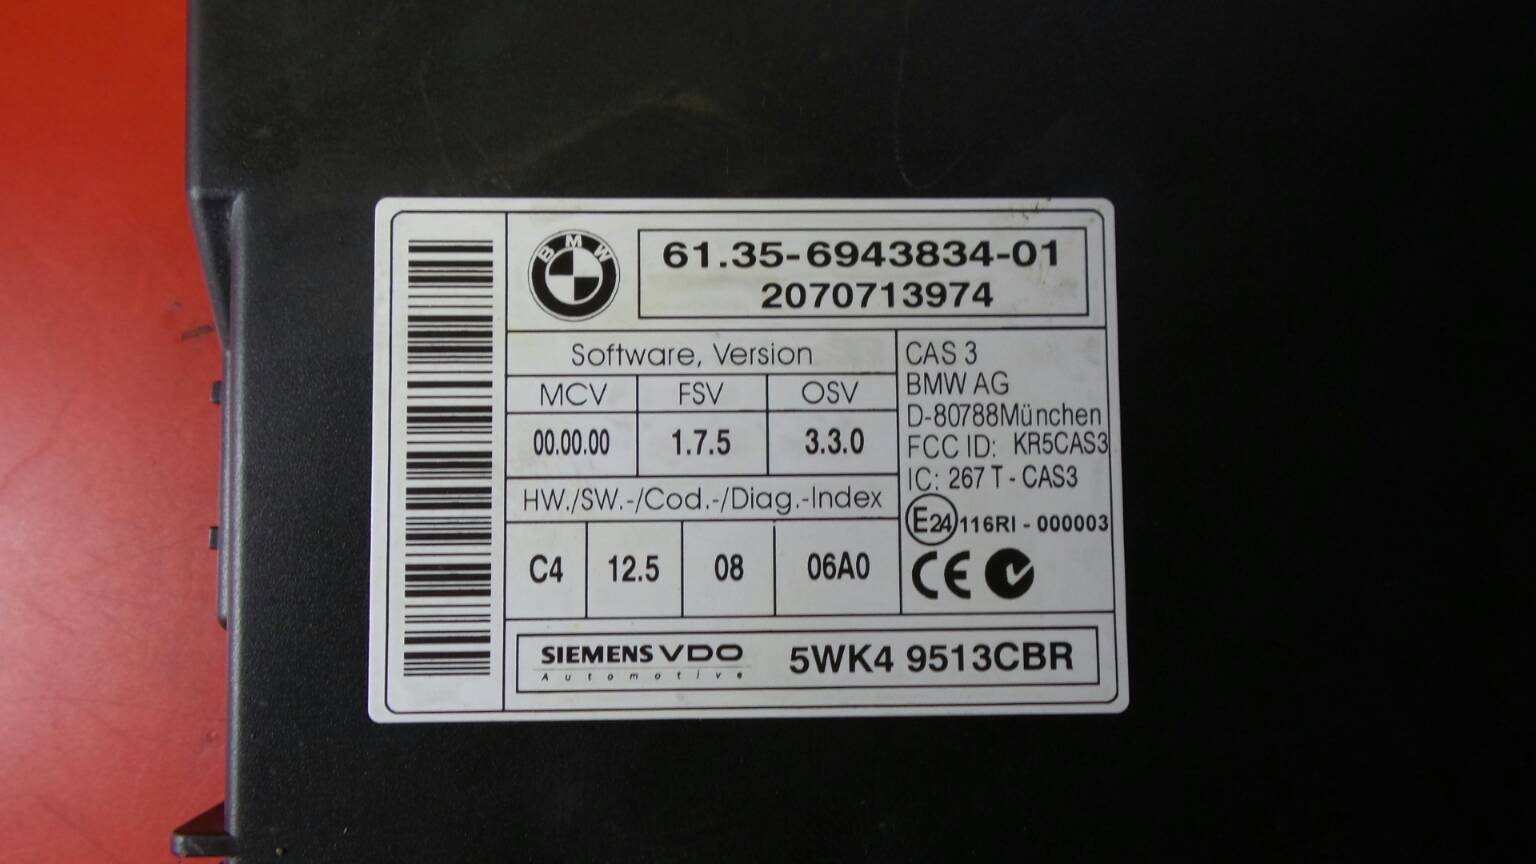 BMW
61.35-6943834-01
2070713974
Software, Version
MCV FSV OSV
00.00.00 1.7.5 3.3.0
HW./SW.-/Cod.-/Diag.-Index
C4 12.5 08 06A0
CAS 3
BMW AG
D-80788München
FCC ID: KR5CAS3
IC: 267 T - CAS3
E24 116RI - 000003
CE
SIEMENS VDO
Automotive
5WK4 9513CBR